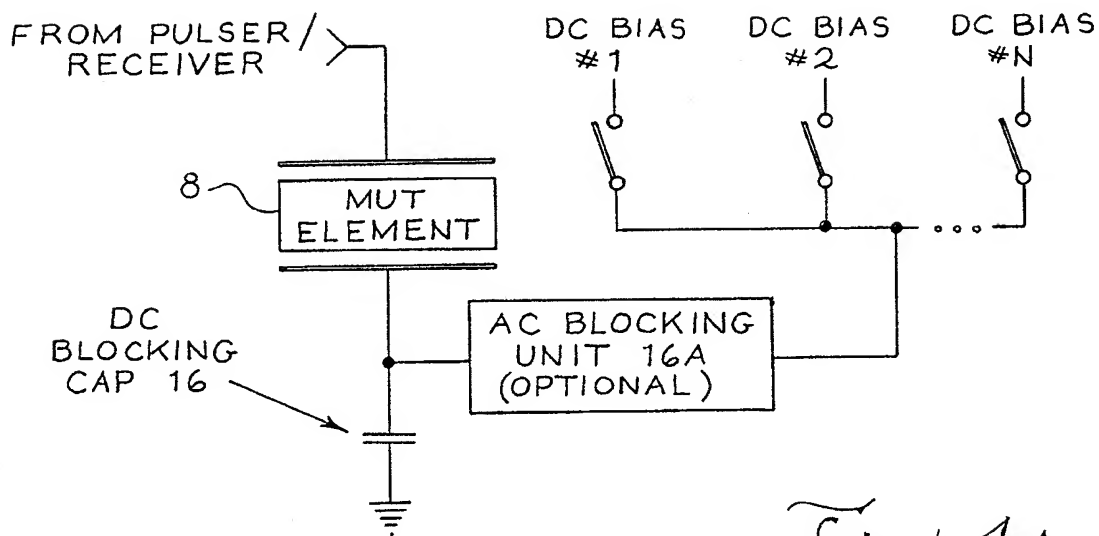 FROM PULSER/
RECEIVER
DC BIAS
#1
DC BIAS
#2
DC BIAS
#N
8
MUT
ELEMENT
DC
BLOCKING
CAP 16
AC BLOCKING
UNIT 16A
(OPTIONAL)